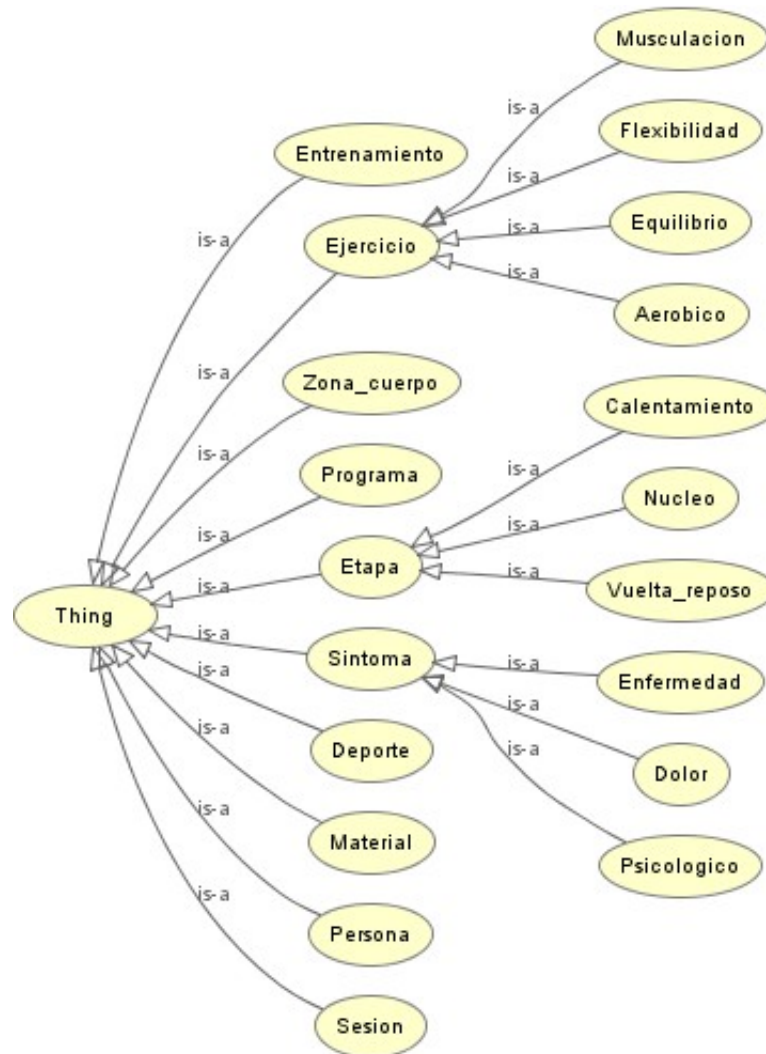 Musculacion
is-a
Flexibilidad
Entrenamiento
is-a
is-a
Ejercicio
is-a
Equilibrio
is-a
Aerobico
is-a
Zona_cuerpo
Calentamiento
is-a
is-a
Programa
Nucleo
is-a
is-a
Etapa
is-a
is-a
Vuelta_reposo
Thing
is-a
Sintoma
is-a
Enfermedad
is-a
is-a
Deporte
is-a
Dolor
is-a
is-a
Material
Psicologico
is-a
Persona
Sesion